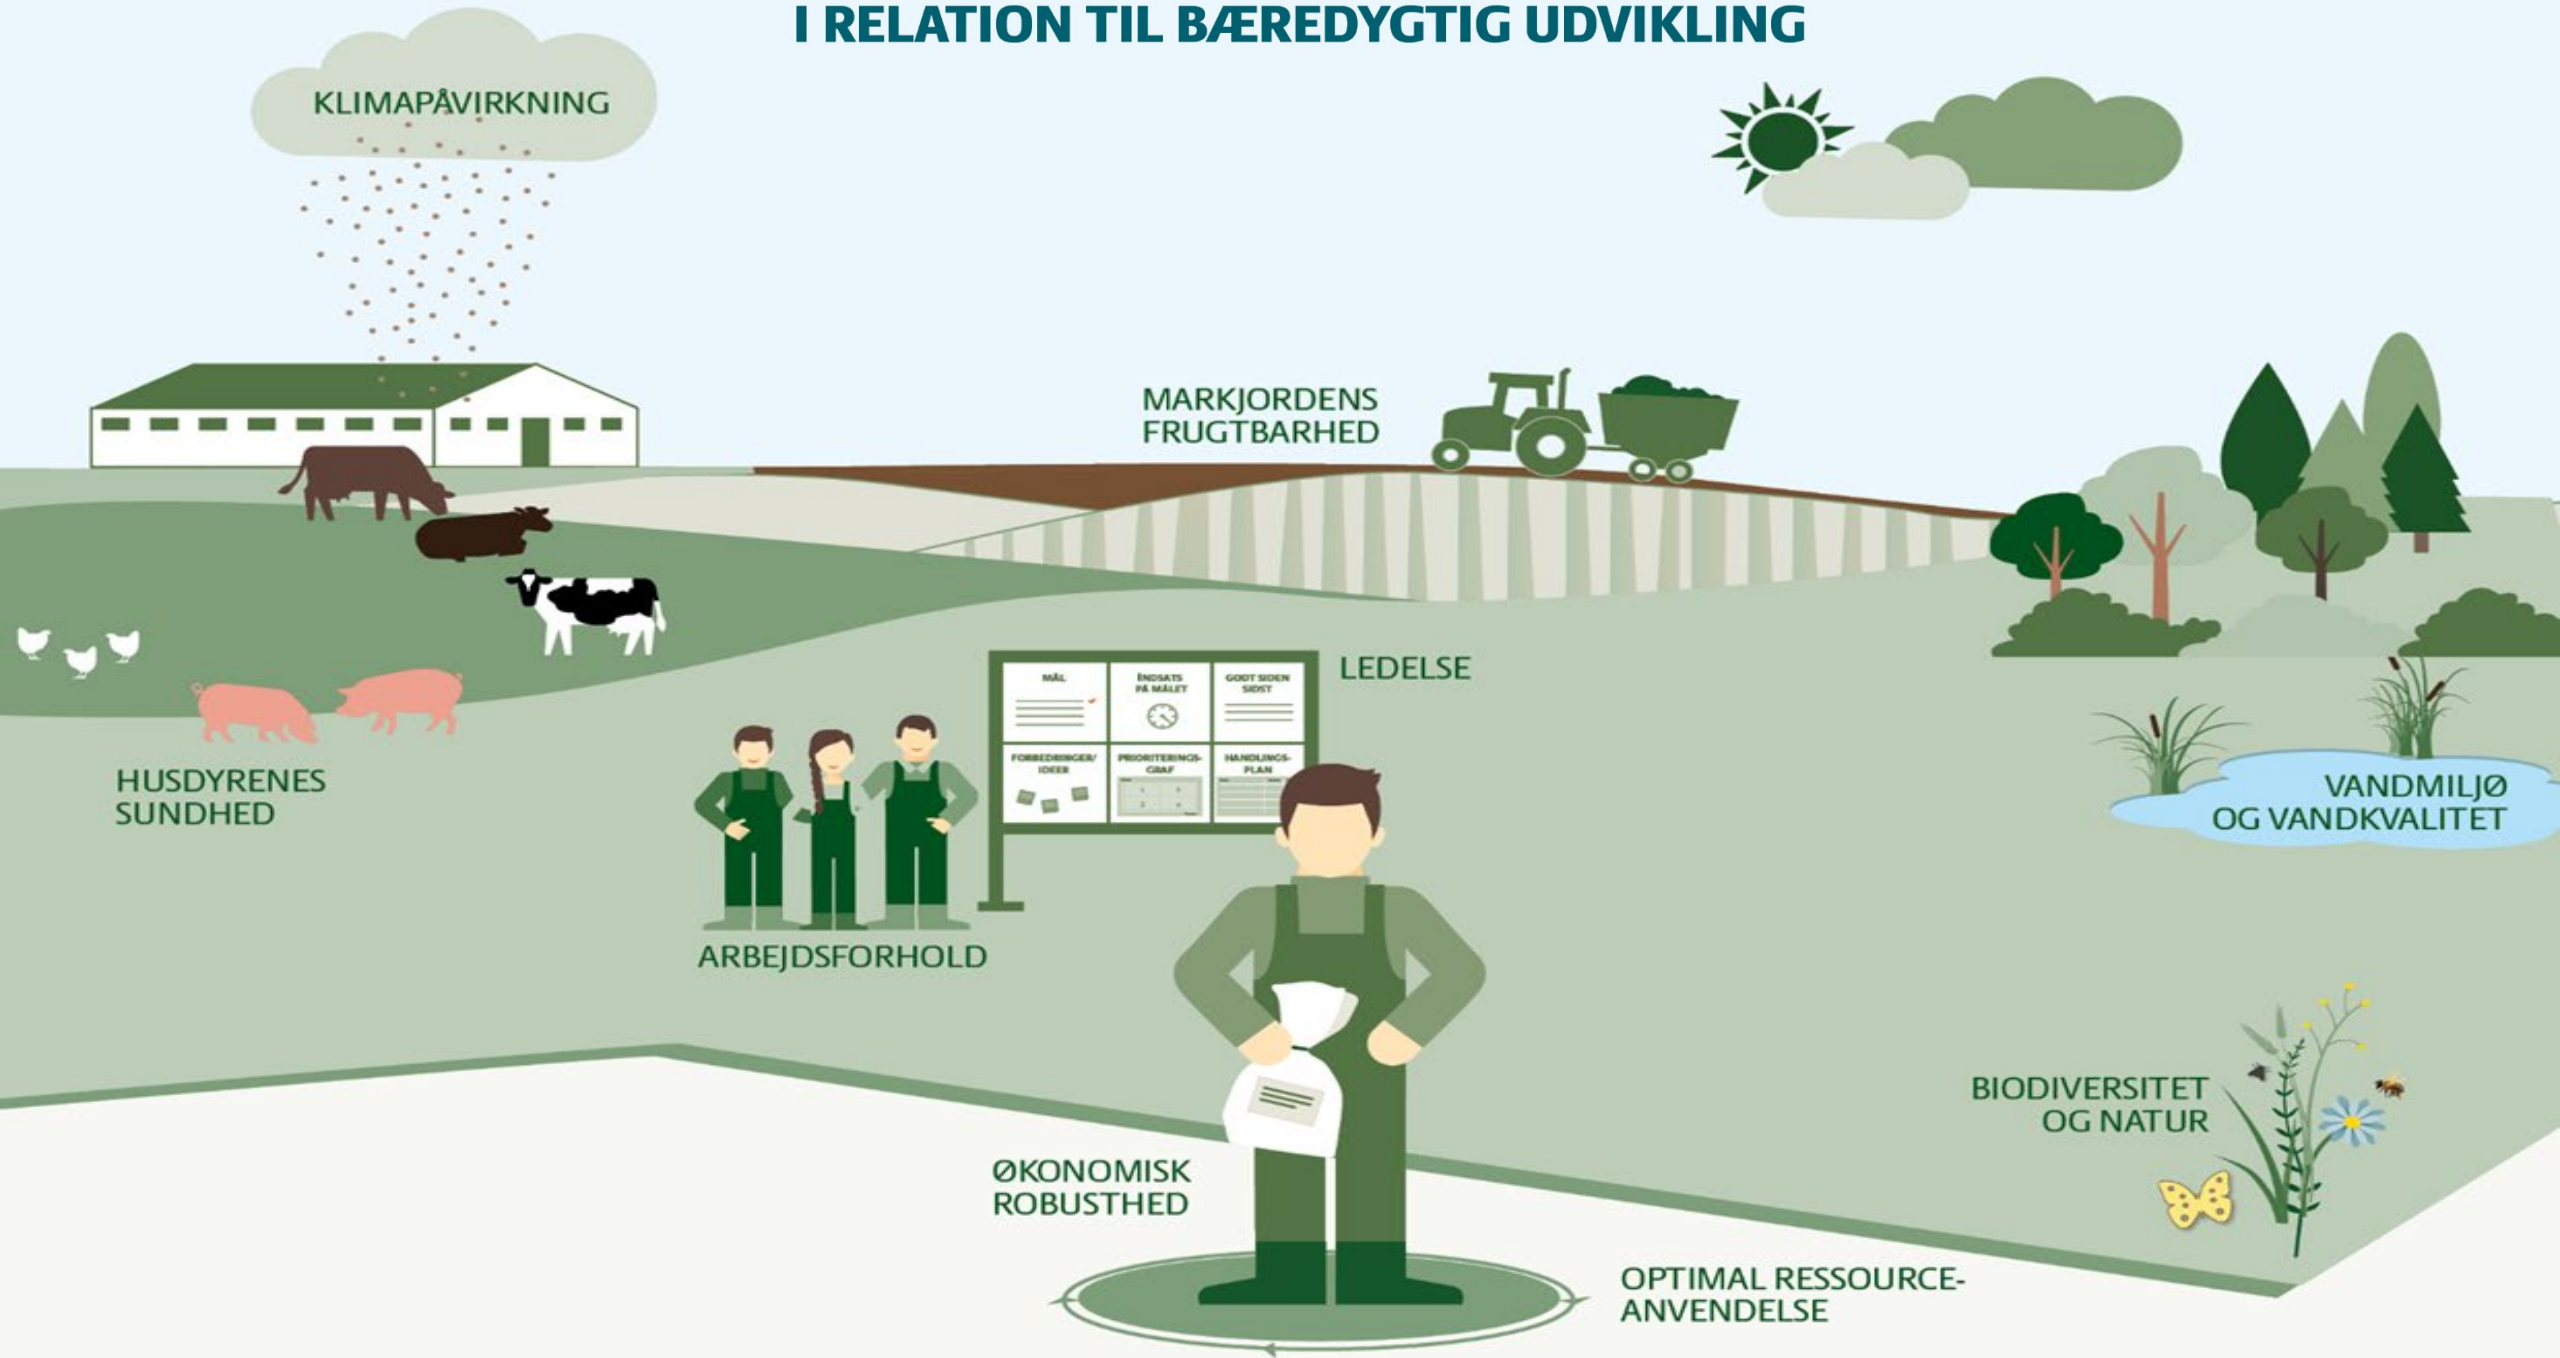 I RELATION TIL BÆREDYGTIG UDVIKLING
KLIMAPÅVIRKNING
MARKJORDENS
FRUGTBARHED
LEDELSE
MÅL
INDSATS
PÅ MÅLET
GODT SIDEN
SIDST
FORBEDRINGER/
IDEER
PRIORITERINGS-
GRAF
HANDLINGS-
PLAN
HUSDYRENES
SUNDHED
VANDMILJØ
OG VANDKVALITET
ARBEJDSFORHOLD
BIODIVERSITET
OG NATUR
ØKONOMISK
ROBUSTHED
OPTIMAL RESSOURCE-
ANVENDELSE